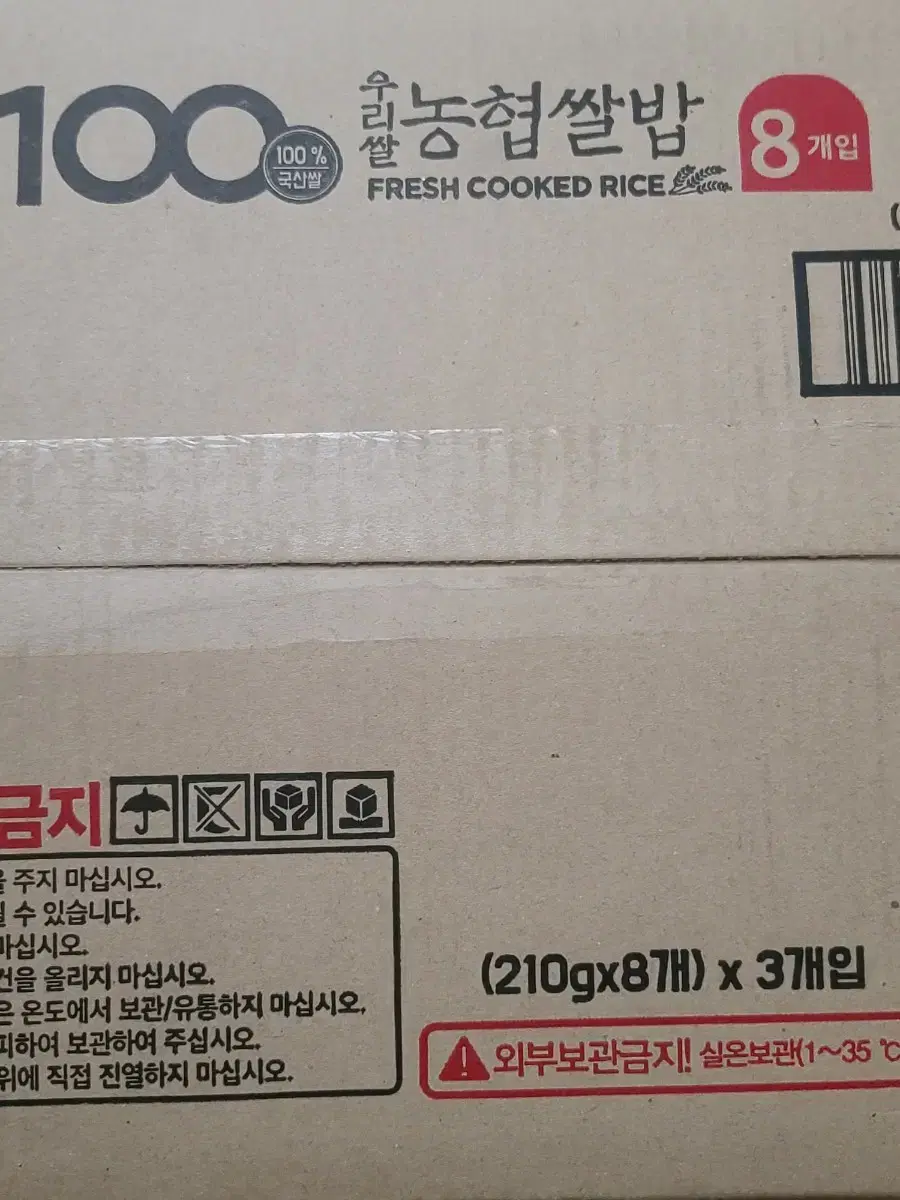 100
100 %
국산쌀
우리쌀
농협쌀밥
FRESH COOKED RICE
8개입
금지
주지 마십시오.
수 있습니다.
마십시오.
올리지 마십시오.
온도에서 보관/유통하지 마십시오.
피하여 보관하여 주십시오.
위에 직접 진열하지 마십시오.
(210gx8개) x 3개입
외부보관금지! 실온보관(1~35 ℃